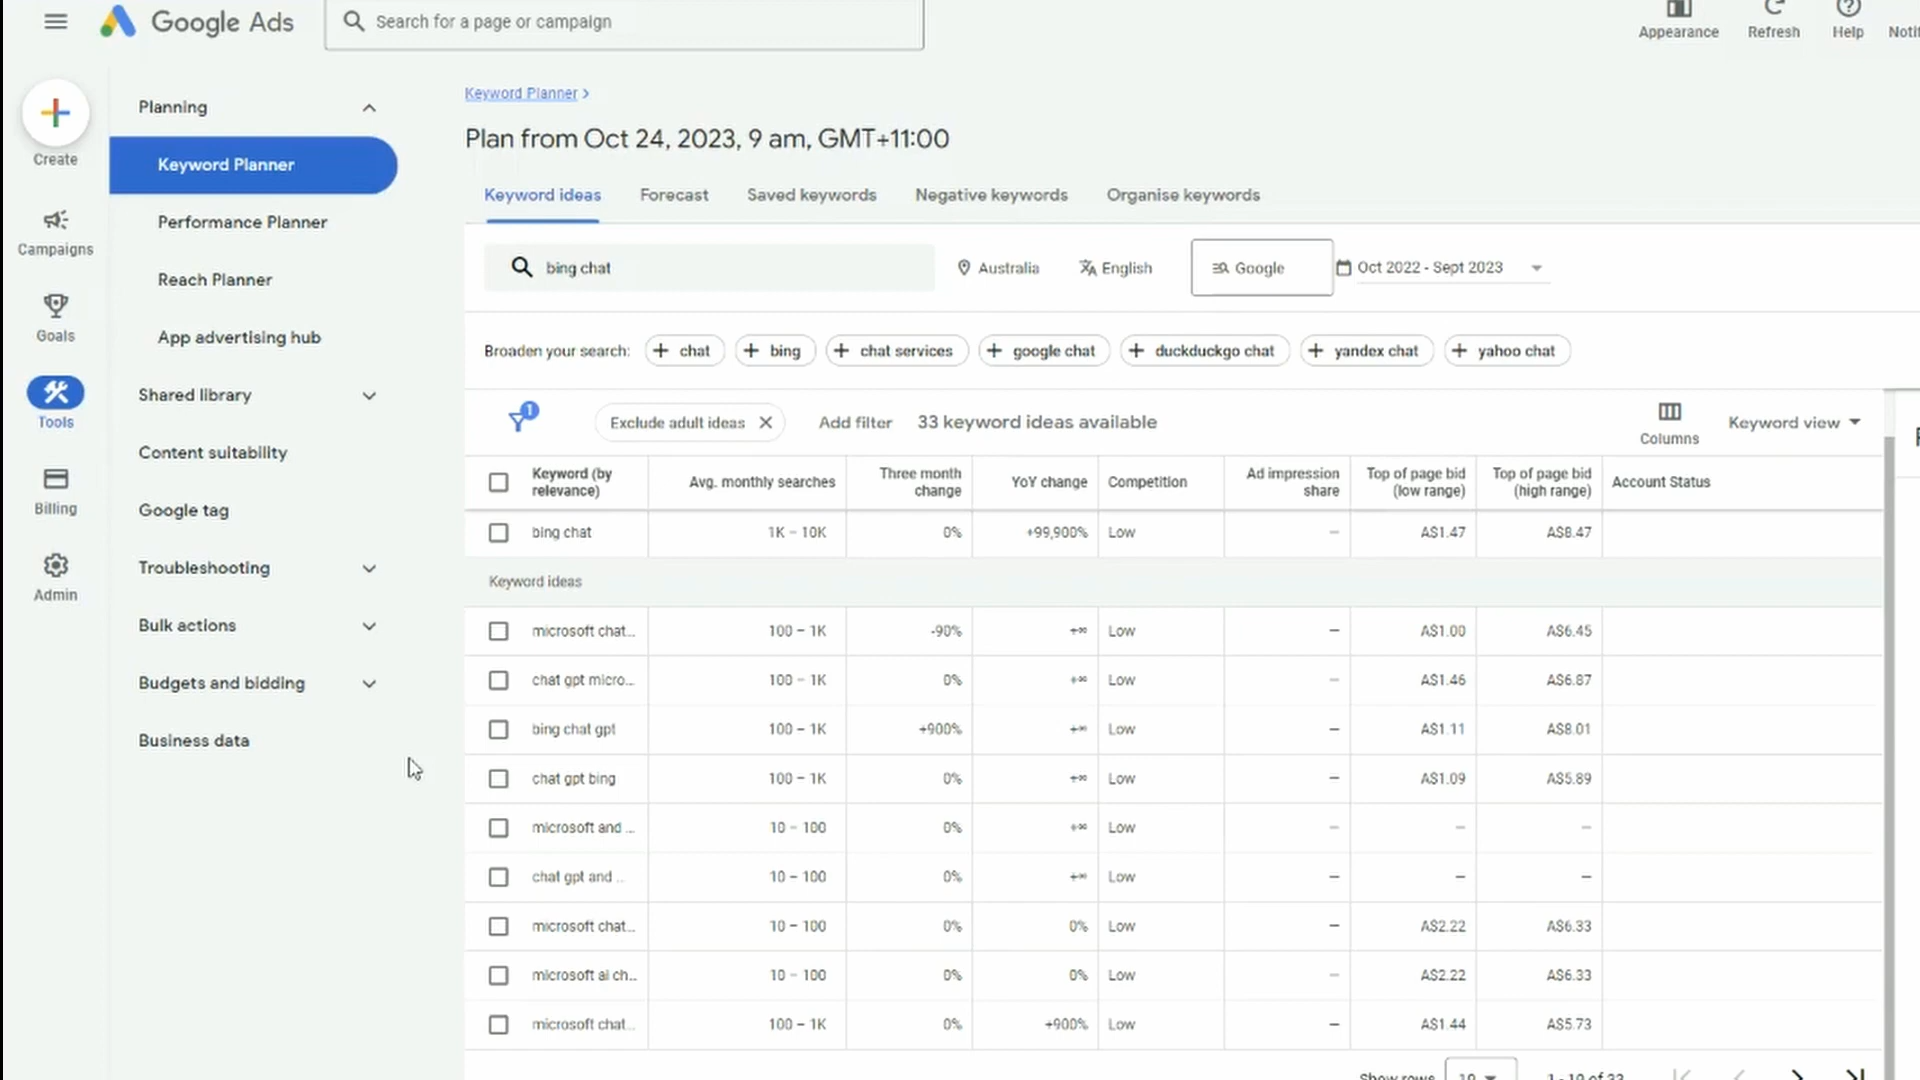 Google Ads
Search for a page or campaign
Appearance
Refresh
Help
Create
Campaigns
Goals
Tools
Billing
Admin
Planning
Keyword Planner
Performance Planner
Reach Planner
App advertising hub
Shared library
Content suitability
Google tag
Troubleshooting
Bulk actions
Budgets and bidding
Business data
Keyword Planner >
Plan from Oct 24, 2023, 9 am, GMT+11:00
Keyword ideas Forecast Saved keywords Negative keywords Organise keywords
bing chat Australia English Google Oct 2022 - Sept 2023
Broaden your search: + chat + bing + chat services + google chat + duckduckgo chat + yandex chat + yahoo chat
1 Exclude adult ideas Add filter 33 keyword ideas available Columns Keyword view
Keyword (by relevance) Avg. monthly searches Three month change YoY change Competition Ad impression share Top of page bid (low range) Top of page bid (high range) Account Status
bing chat 1K – 10K 0% +99,900% Low – A$1.47 A$8.47
Keyword ideas
microsoft chat... 100 – 1K -90% +∞ Low – A$1.00 A$6.45
chat gpt micro... 100 – 1K 0% +∞ Low – A$1.46 A$6.87
bing chat gpt 100 – 1K +900% +∞ Low – A$1.11 A$8.01
chat gpt bing 100 – 1K 0% +∞ Low – A$1.09 A$5.89
microsoft and ... 10 – 100 0% +∞ Low – – –
chat gpt and ... 10 – 100 0% +∞ Low – – –
microsoft chat... 10 – 100 0% 0% Low – A$2.22 A$6.33
microsoft ai ch... 10 – 100 0% 0% Low – A$2.22 A$6.33
microsoft chat... 100 – 1K 0% +900% Low – A$1.44 A$5.73
Show rows 10 1 - 10 of 33